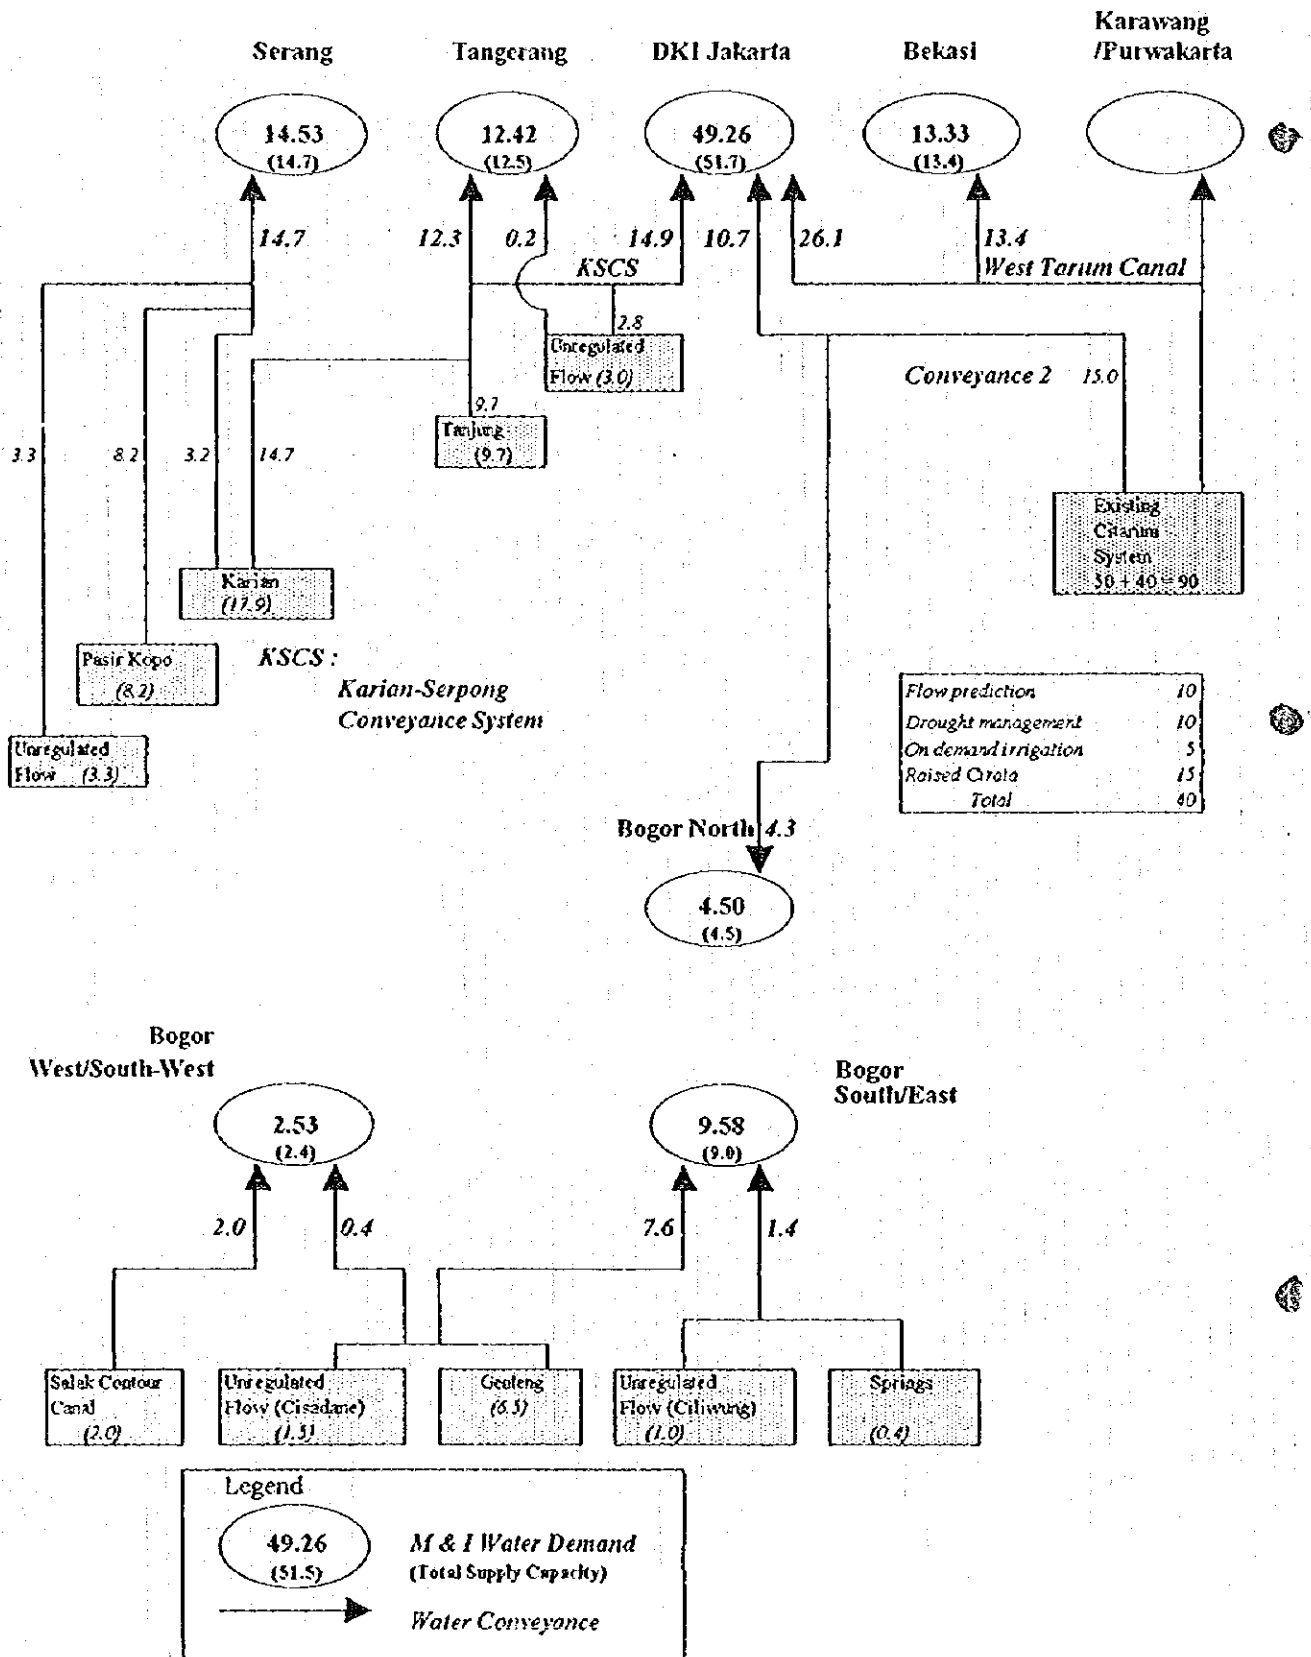 Karawang
/Purwakarta
Serang
Tangerang
DKI Jakarta
Bekasi
14.53
(14.7)
12.42
(12.5)
49.26
(51.7)
13.33
(13.4)
14.7
12.3
0.2
14.9
10.7
26.1
13.4
KSCS
West Tarum Canal
2.8
Unregulated
Flow (3.0)
Conveyance 2
15.0
9.7
Tanjung
(9.7)
3.3
8.2
3.2
14.7
Existing
Citarum
System
50 + 40 = 90
Karian
(17.9)
Pasir Kopo
(8.2)
KSCS :
Karian-Serpong
Conveyance System
Unregulated
Flow (3.3)
Flow prediction 10
Drought management 10
On demand irrigation 5
Raised Cirata 15
Total 40
Bogor North 4.3
4.50
(4.5)
Bogor
West/South-West
Bogor
South/East
2.53
(2.4)
9.58
(9.0)
2.0
0.4
7.6
1.4
Salak Contour
Canal
(2.0)
Unregulated
Flow (Cisadane)
(1.5)
Genteng
(6.5)
Unregulated
Flow (Ciliwung)
(1.0)
Springs
(0.4)
Legend
49.26
(51.5)
M & I Water Demand
(Total Supply Capacity)
Water Conveyance